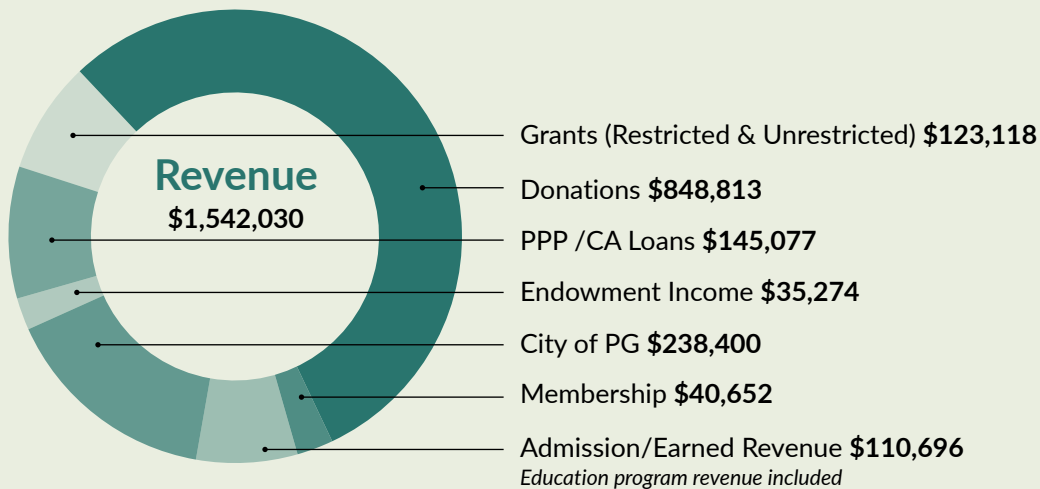 Revenue
$1,542,030
Grants (Restricted & Unrestricted) $123,118
Donations $848,813
PPP /CA Loans $145,077
Endowment Income $35,274
City of PG $238,400
Membership $40,652
Admission/Earned Revenue $110,696
Education program revenue included